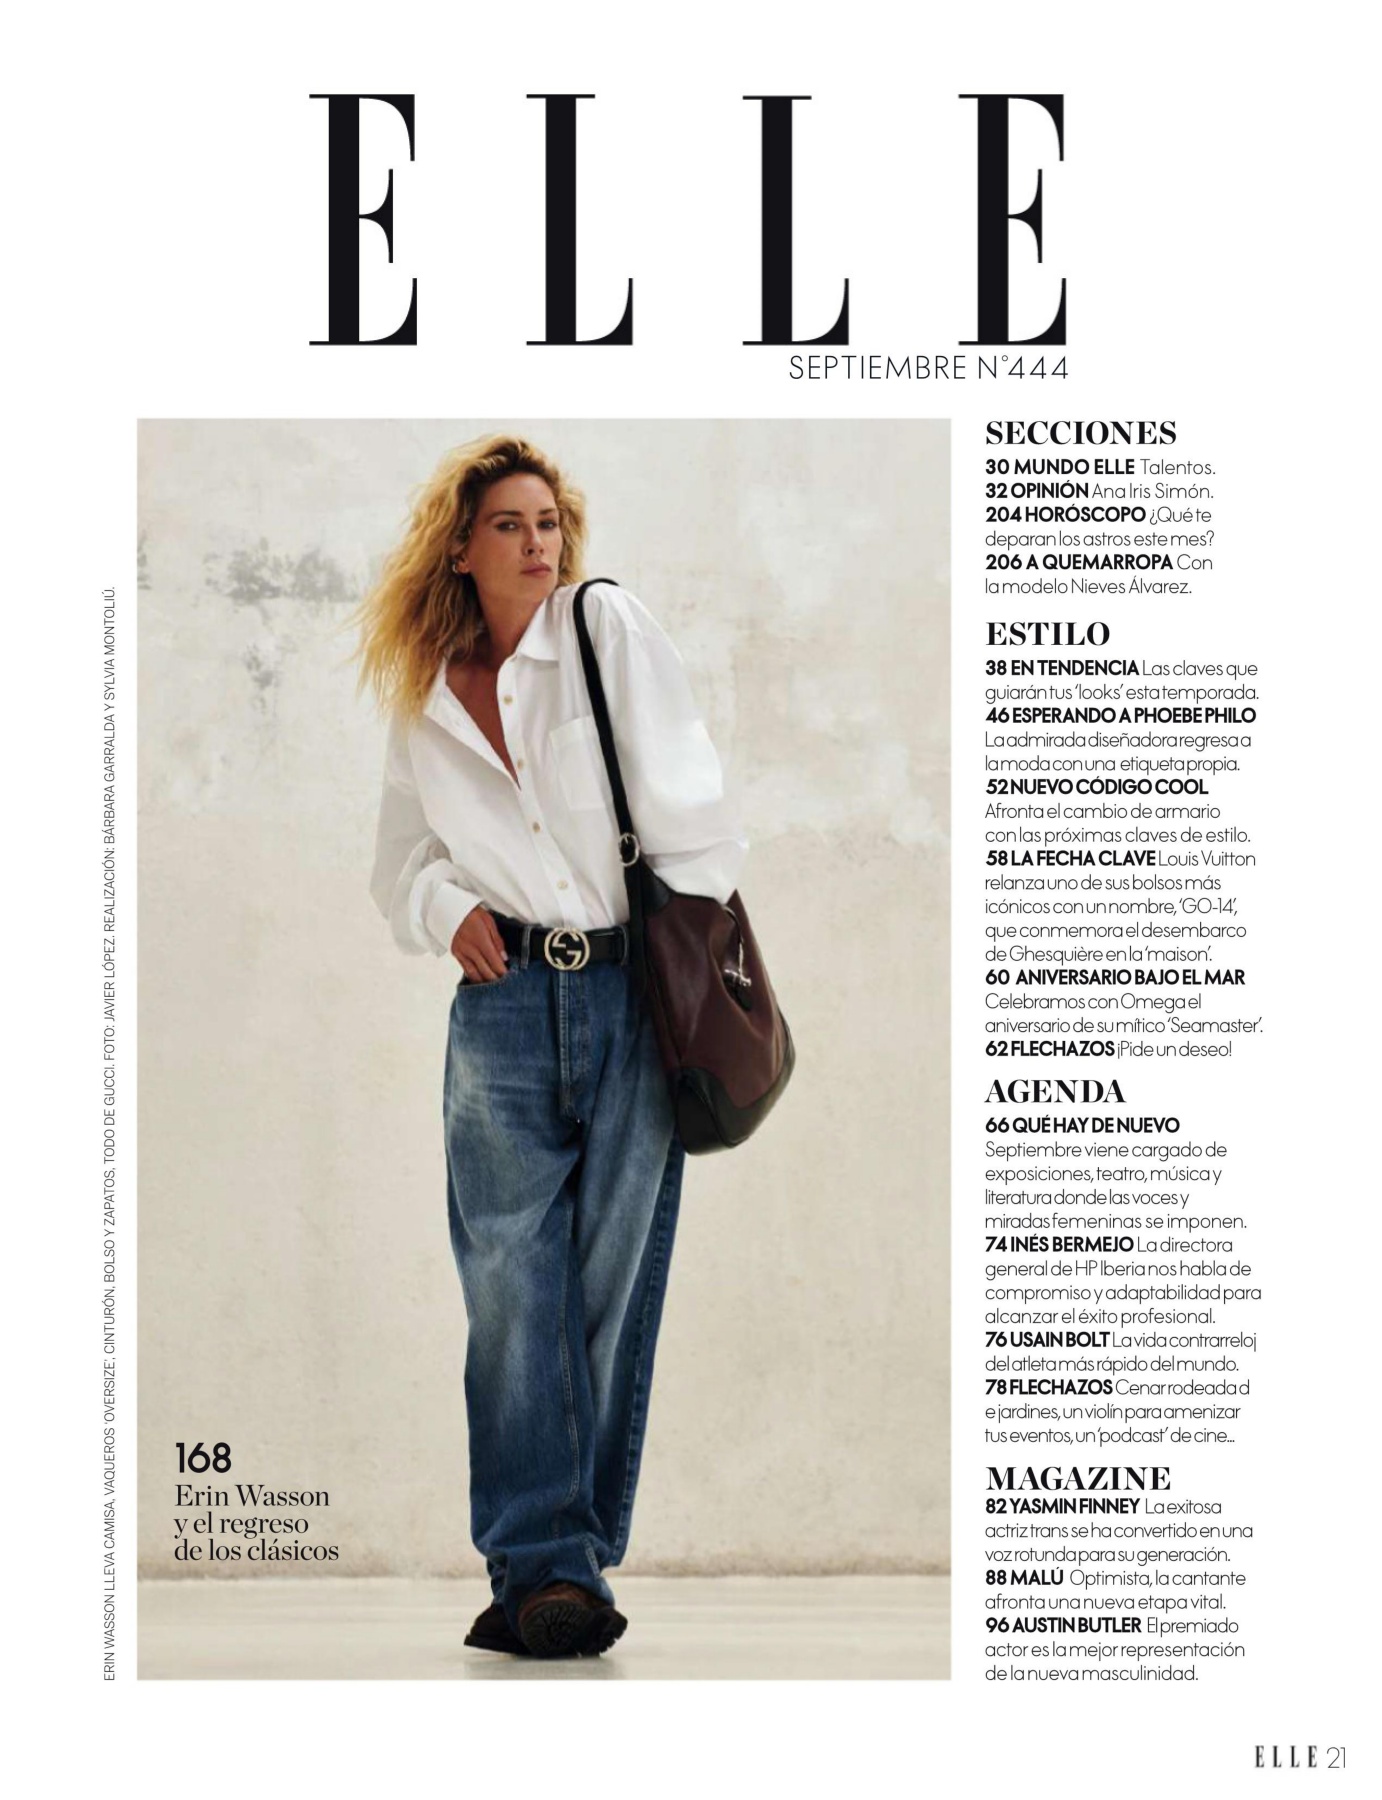 ELLE
SEPTIEMBRE N°444
ERIN WASSON LLEVA CAMISA, VAQUEROS 'OVERSIZE', CINTURÓN, BOLSO Y ZAPATOS, TODO DE GUCCI. FOTO: JAVIER LÓPEZ. REALIZACIÓN: BÁRBARA GARRALDA Y SYLVIA MONTOLIÚ.
168
Erin Wasson
y el regreso
de los clásicos
SECCIONES
30 MUNDO ELLE Talentos.
32 OPINIÓN Ana Iris Simón.
204 HORÓSCOPO ¿Qué te
deparan los astros este mes?
206 A QUEMARROPA Con
la modelo Nieves Álvarez.
ESTILO
38 EN TENDENCIA Las claves que
guiarán tus 'looks' esta temporada.
46 ESPERANDO A PHOEBE PHILO
La admirada diseñadora regresa a
la moda con una etiqueta propia.
52 NUEVO CÓDIGO COOL
Afronta el cambio de armario
con las próximas claves de estilo.
58 LA FECHA CLAVE Louis Vuitton
relanza uno de sus bolsos más
icónicos con un nombre, 'GO-14',
que conmemora el desembarco
de Ghesquière en la 'maison'.
60 ANIVERSARIO BAJO EL MAR
Celebramos con Omega el
aniversario de su mítico 'Seamaster'.
62 FLECHAZOS ¡Pide un deseo!
AGENDA
66 QUÉ HAY DE NUEVO
Septiembre viene cargado de
exposiciones, teatro, música y
literatura donde las voces y
miradas femeninas se imponen.
74 INÉS BERMEJO La directora
general de HP Iberia nos habla de
compromiso y adaptabilidad para
alcanzar el éxito profesional.
76 USAIN BOLT La vida contrarreloj
del atleta más rápido del mundo.
78 FLECHAZOS Cenar rodeada d
e jardines, un violín para amenizar
tus eventos, un 'podcast' de cine...
MAGAZINE
82 YASMIN FINNEY La exitosa
actriz trans se ha convertido en una
voz rotunda para su generación.
88 MALÚ Optimista, la cantante
afronta una nueva etapa vital.
96 AUSTIN BUTLER El premiado
actor es la mejor representación
de la nueva masculinidad.
ELLE 21